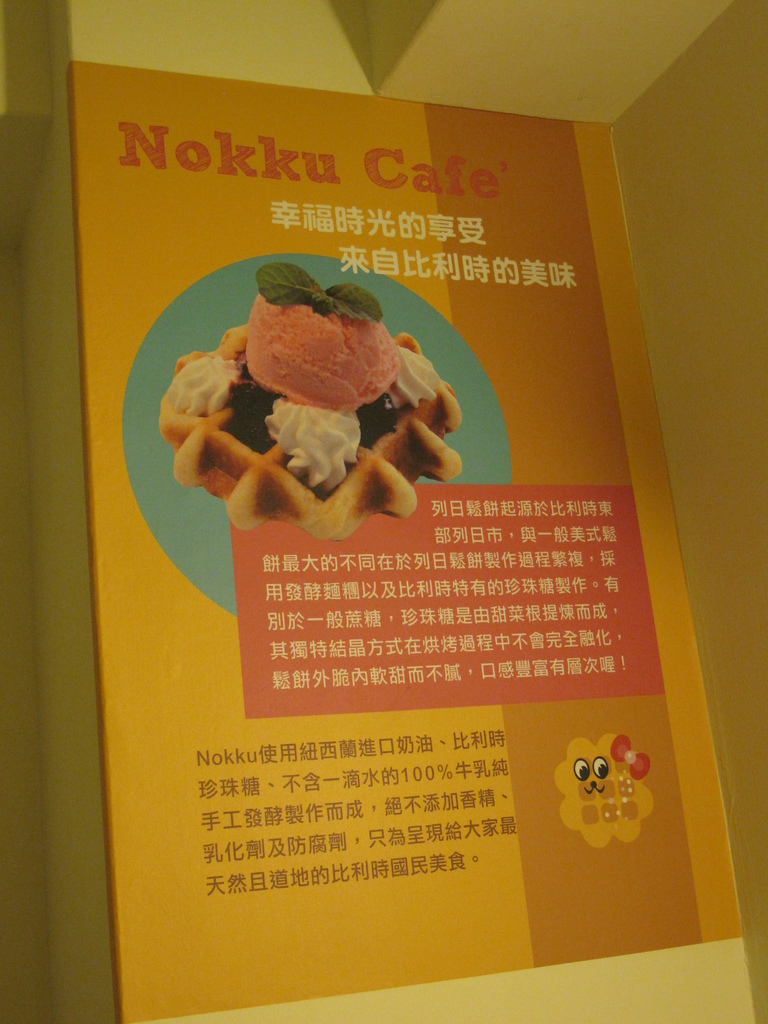 Nokku Cafe'
幸福時光的享受
來自比利時的美味
列日鬆餅起源於比利時東
部列日市，與一般美式鬆
餅最大的不同在於列日鬆餅製作過程繁複，採
用發酵麵糰以及比利時特有的珍珠糖製作。有
別於一般蔗糖，珍珠糖是由甜菜根提煉而成，
其獨特結晶方式在烘烤過程中不會完全融化，
鬆餅外脆內軟甜而不膩，口感豐富有層次喔！
Nokku使用紐西蘭進口奶油、比利時
珍珠糖、不含一滴水的100%牛乳純
手工發酵製作而成，絕不添加香精、
乳化劑及防腐劑，只為呈現給大家最
天然且道地的比利時國民美食。